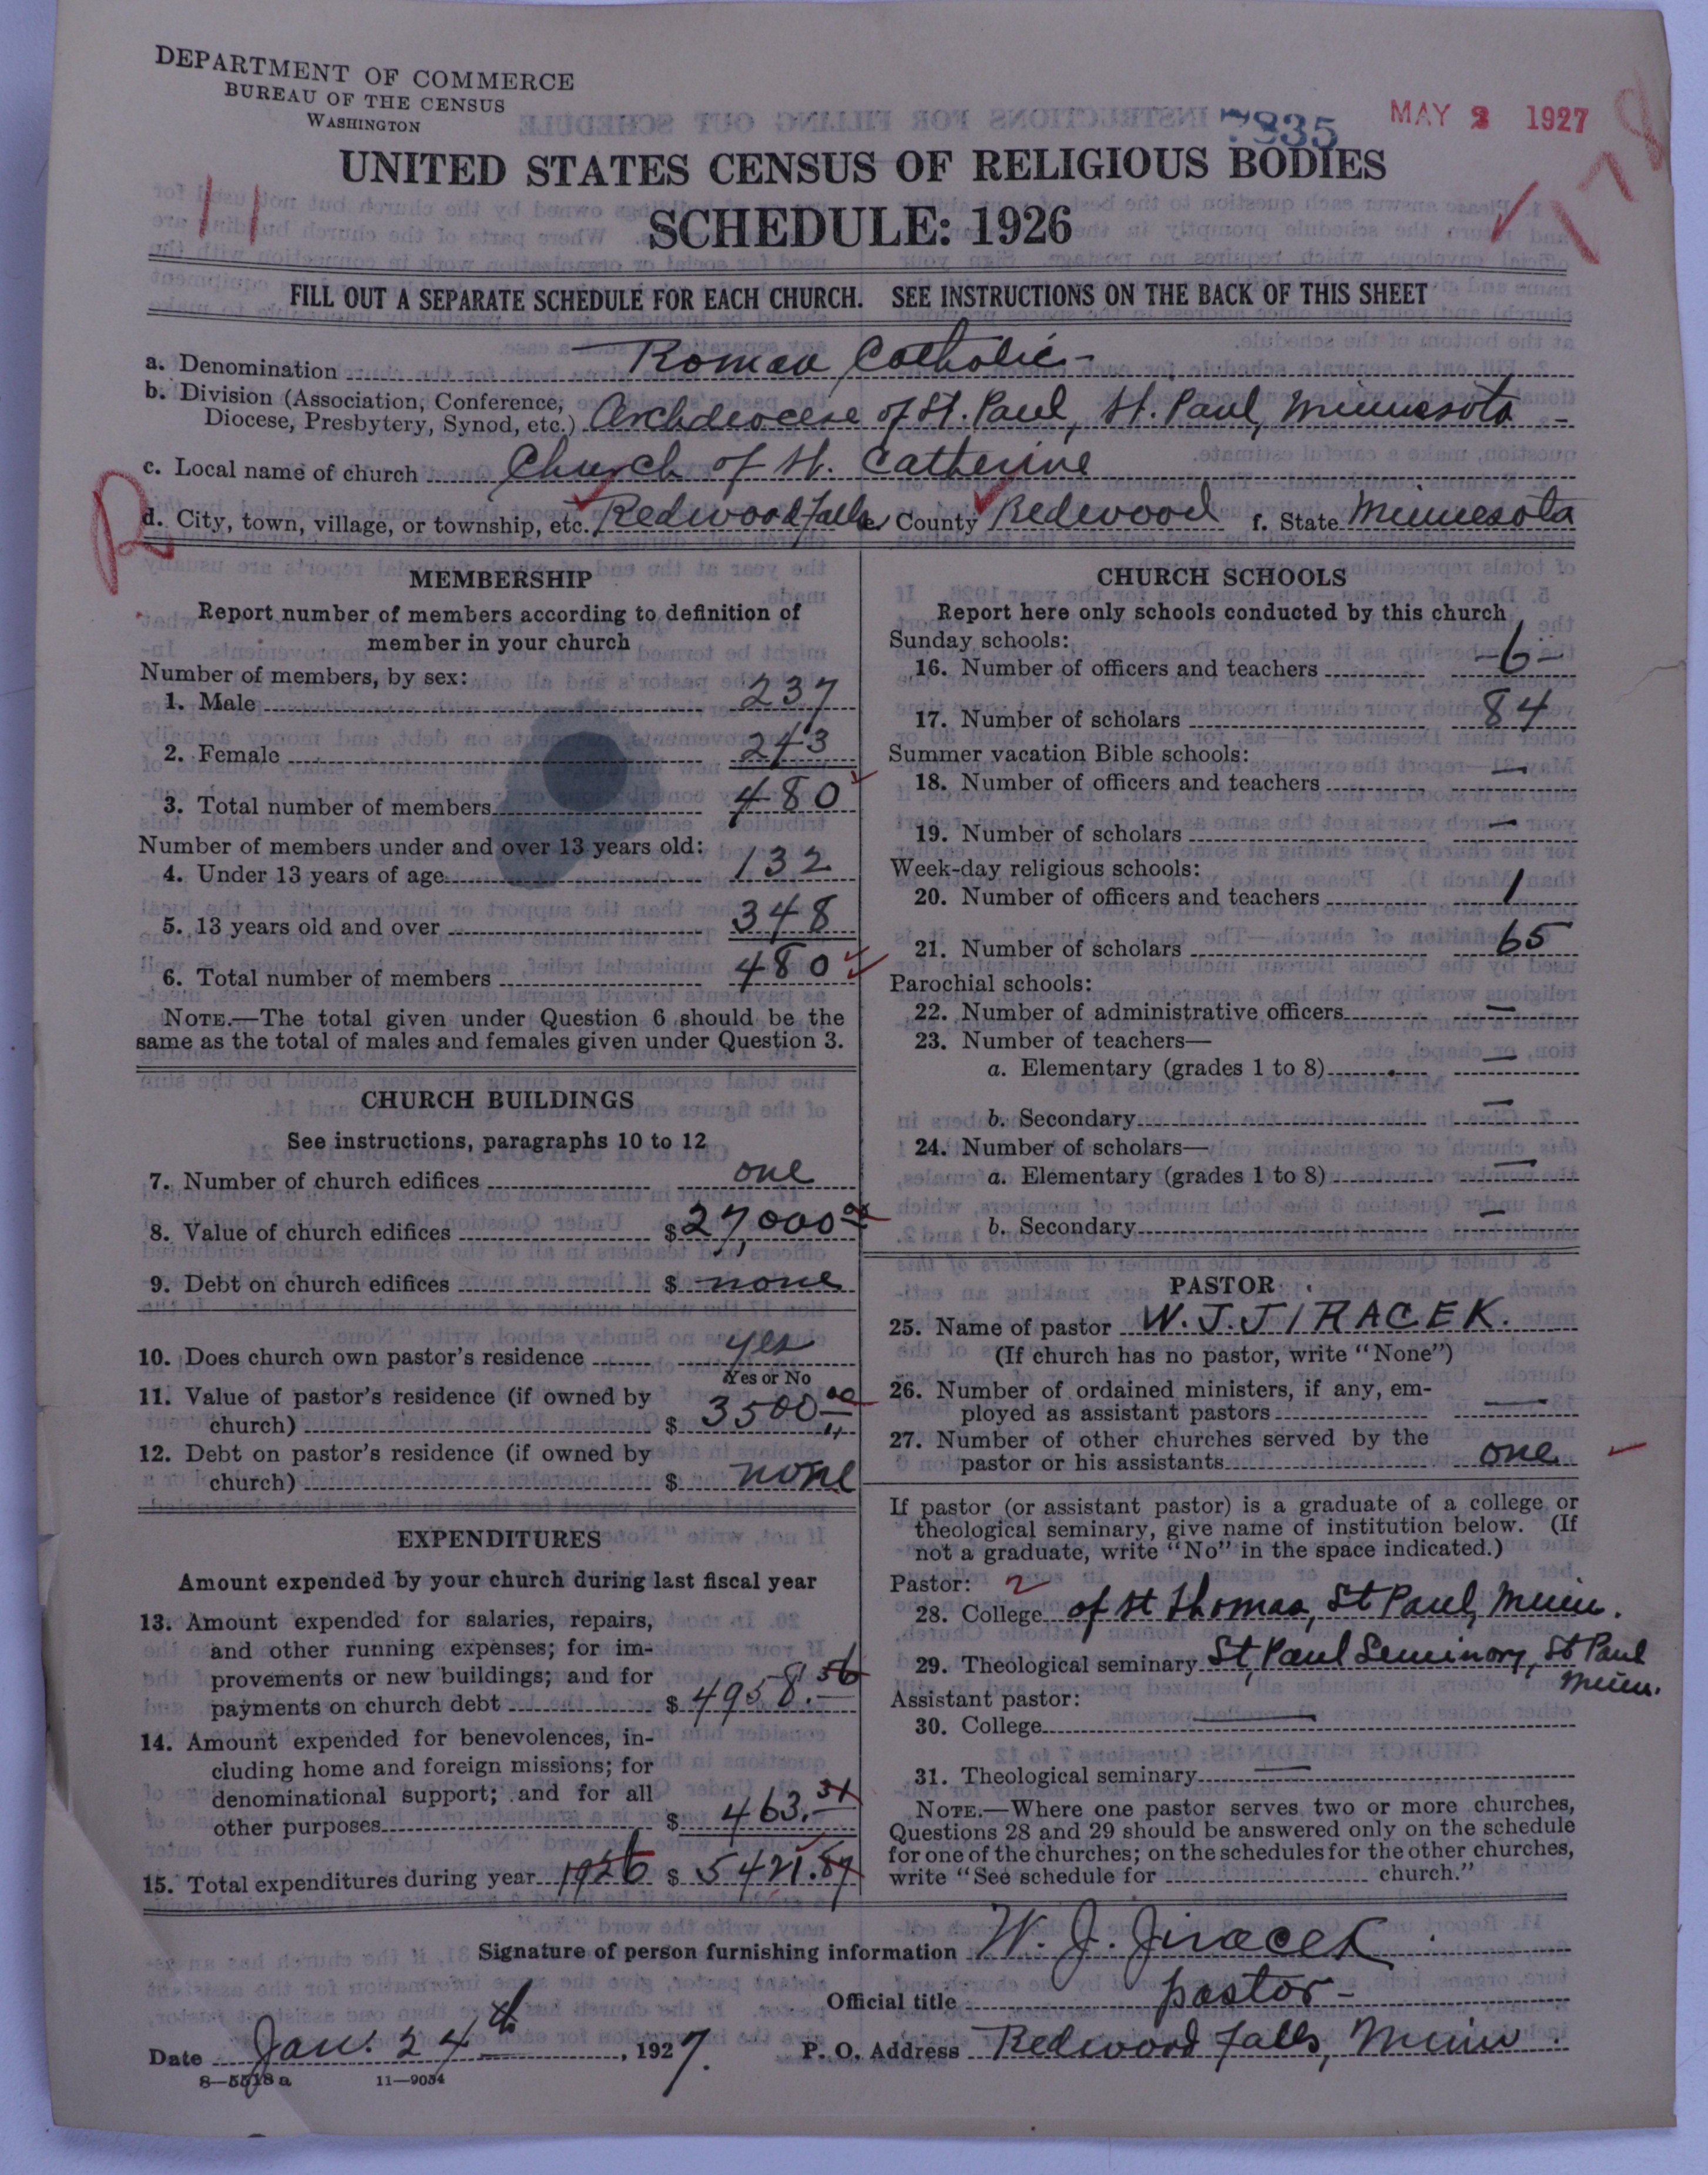 DEPARTMENT OF COMMERCE
BUREAU OF THE CENSUS
WASHINGTON
7835
MAY 2 1927
UNITED STATES CENSUS OF RELIGIOUS BODIES
11
SCHEDULE: 1926
FILL OUT A SEPARATE SCHEDULE FOR EACH CHURCH. SEE INSTRUCTIONS ON THE BACK OF THIS SHEET
a. Denomination Roman Catholic-
b. Division (Association, Conference, Diocese, Presbytery, Synod, etc.) Archdiocese of St. Paul, St. Paul, Minnesota -
c. Local name of church Church of St. Catherine
d. City, town, village, or township, etc. Redwood Falls e. County Redwood f. State Minnesota
R
MEMBERSHIP
Report number of members according to definition of
member in your church
Number of members, by sex:
1. Male 237
2. Female 243
3. Total number of members 480
Number of members under and over 13 years old:
4. Under 13 years of age 132
5. 13 years old and over 348
6. Total number of members 480
NOTE.—The total given under Question 6 should be the
same as the total of males and females given under Question 3.
CHURCH BUILDINGS
See instructions, paragraphs 10 to 12
7. Number of church edifices one
8. Value of church edifices $27,000 00
9. Debt on church edifices $ none
10. Does church own pastor's residence yes
Yes or No
11. Value of pastor's residence (if owned by
church) $ 3500 00
12. Debt on pastor's residence (if owned by
church) $ none
EXPENDITURES
Amount expended by your church during last fiscal year
13. Amount expended for salaries, repairs,
and other running expenses; for im-
provements or new buildings; and for
payments on church debt $ 4958.56
14. Amount expended for benevolences, in-
cluding home and foreign missions; for
denominational support; and for all
other purposes $ 463.31
15. Total expenditures during year 1926 $ 5421.87
CHURCH SCHOOLS
Report here only schools conducted by this church
Sunday schools:
16. Number of officers and teachers -6-
17. Number of scholars 84
Summer vacation Bible schools:
18. Number of officers and teachers —
19. Number of scholars —
Week-day religious schools:
20. Number of officers and teachers 1
21. Number of scholars 65
Parochial schools:
22. Number of administrative officers —
23. Number of teachers—
a. Elementary (grades 1 to 8) —
b. Secondary —
24. Number of scholars—
a. Elementary (grades 1 to 8) —
b. Secondary —
PASTOR
25. Name of pastor W. J. JIRACEK.
(If church has no pastor, write "None")
26. Number of ordained ministers, if any, em-
ployed as assistant pastors —
27. Number of other churches served by the
pastor or his assistants one
If pastor (or assistant pastor) is a graduate of a college or
theological seminary, give name of institution below. (If
not a graduate, write "No" in the space indicated.)
Pastor: 2
28. College of St Thomas, St Paul, Minn.
29. Theological seminary St. Paul Seminary, St Paul
Minn.
Assistant pastor:
30. College —
31. Theological seminary —
NOTE.—Where one pastor serves two or more churches,
Questions 28 and 29 should be answered only on the schedule
for one of the churches; on the schedules for the other churches,
write "See schedule for church."
Signature of person furnishing information W. J. Jiracek
Official title pastor-
Date Jan. 24th, 1927. P. O. Address Redwood Falls, Minn.
8—5518a 11—9034